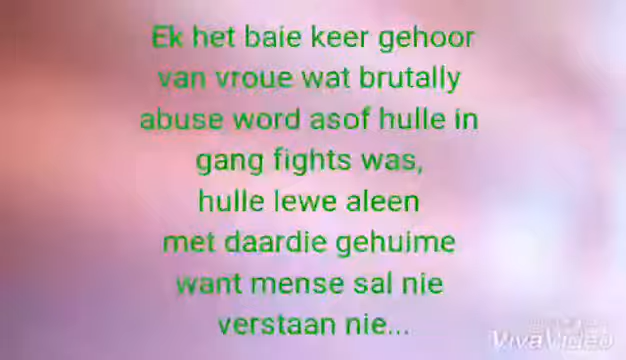 Ek het baie keer gehoor
van vroue wat brutally
abuse word asof hulle in
gang fights was,
hulle lewe aleen
met daardie gehuime
want mense sal nie
verstaan nie...
VivaVideo